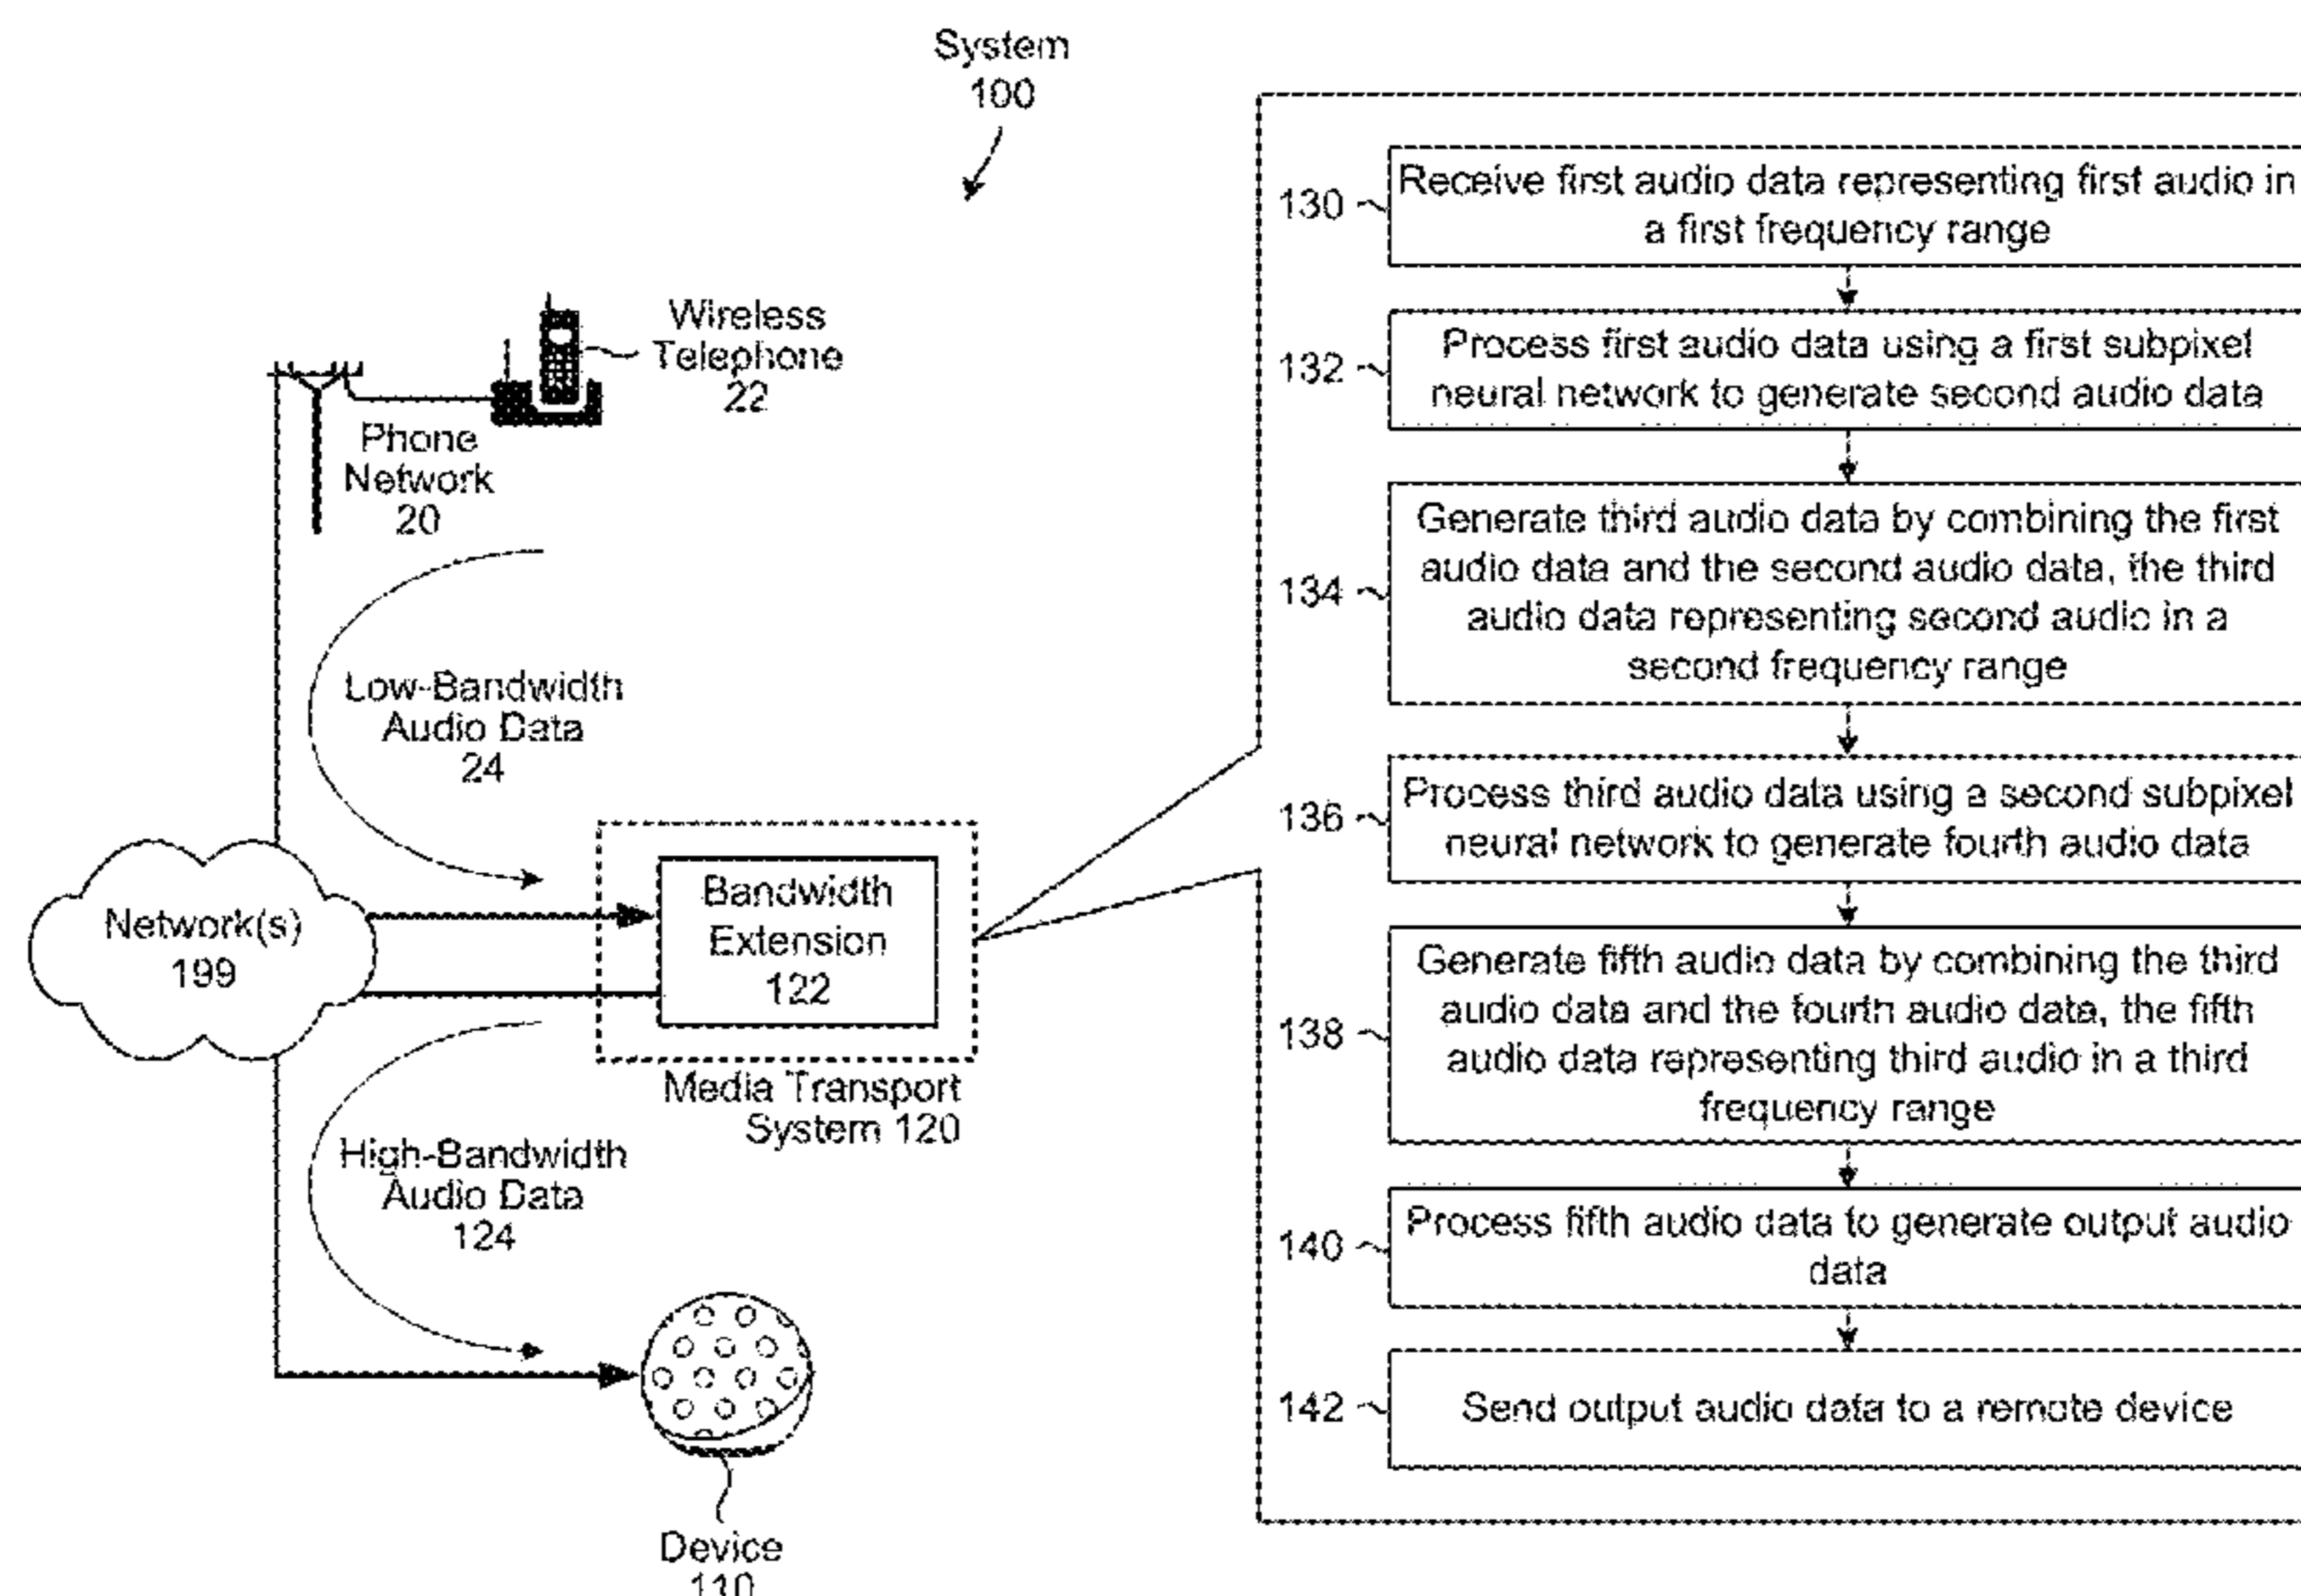 System
100
Wireless
Telephone
22
Phone
Network
20
Low-Bandwidth
Audio Data
24
Network(s)
199
Bandwidth
Extension
122
Media Transport
System 120
High-Bandwidth
Audio Data
124
Device
110
130
Receive first audio data representing first audio in
a first frequency range
132
Process first audio data using a first subpixel
neural network to generate second audio data
134
Generate third audio data by combining the first
audio data and the second audio data, the third
audio data representing second audio in a
second frequency range
136
Process third audio data using a second subpixel
neural network to generate fourth audio data
138
Generate fifth audio data by combining the third
audio data and the fourth audio data, the fifth
audio data representing third audio in a third
frequency range
140
Process fifth audio data to generate output audio
data
142
Send output audio data to a remote device